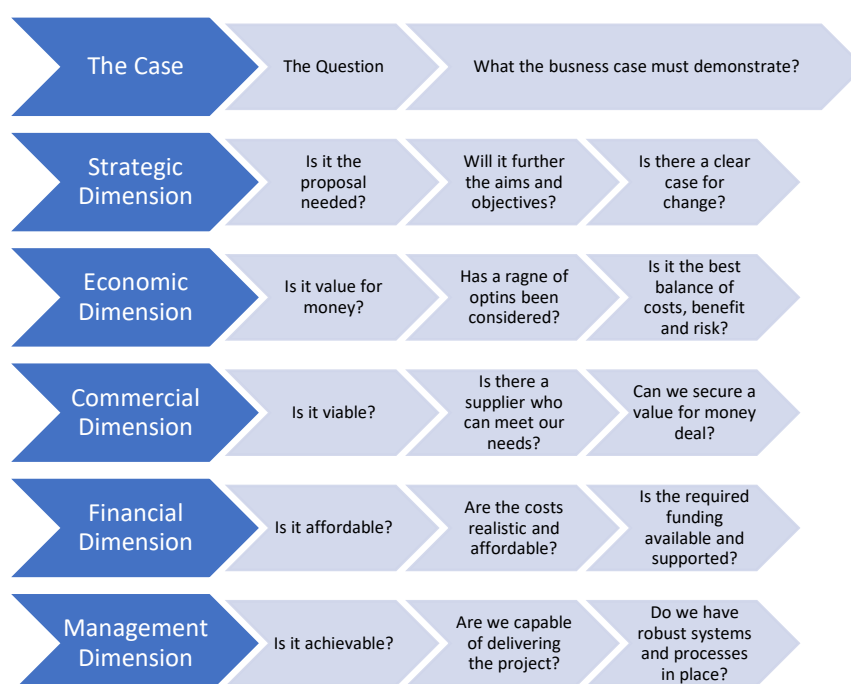 The Case
The Question
What the busness case must demonstrate?
Strategic
Dimension
Is it the
proposal
needed?
Will it further
the aims and
objectives?
Is there a clear
case for
change?
Economic
Dimension
Is it value for
money?
Has a ragne of
optins been
considered?
Is it the best
balance of
costs, benefit
and risk?
Commercial
Dimension
Is it viable?
Is there a
supplier who
can meet our
needs?
Can we secure a
value for money
deal?
Financial
Dimension
Is it affordable?
Are the costs
realistic and
affordable?
Is the required
funding
available and
supported?
Management
Dimension
Is it achievable?
Are we capable
of delivering
the project?
Do we have
robust systems
and processes
in place?